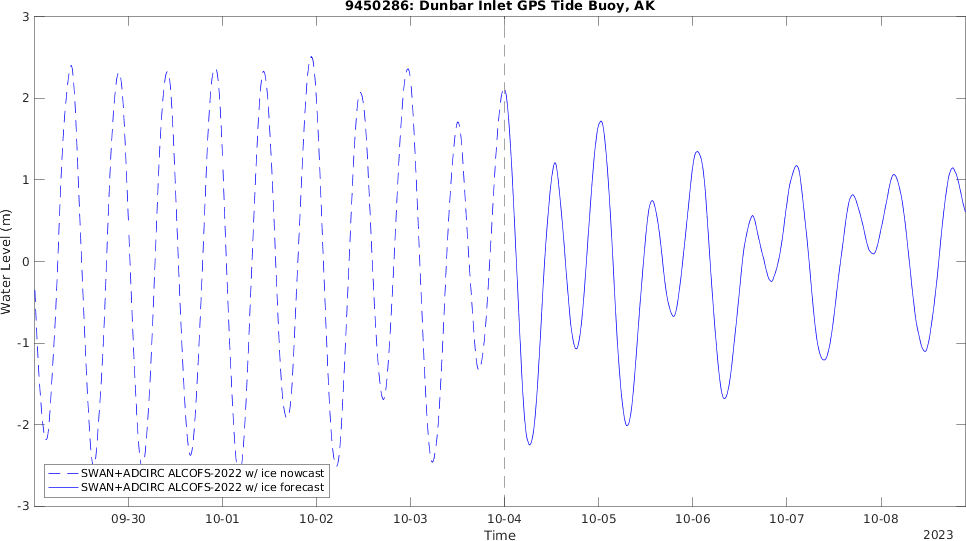 9450286: Dunbar Inlet GPS Tide Buoy, AK
3
2
1
0
-1
-2
-3
Water Level (m)
SWAN+ADCIRC ALCOFS-2022 w/ ice nowcast
SWAN+ADCIRC ALCOFS-2022 w/ ice forecast
09-30 10-01 10-02 10-03 10-04 10-05 10-06 10-07 10-08
Time
2023